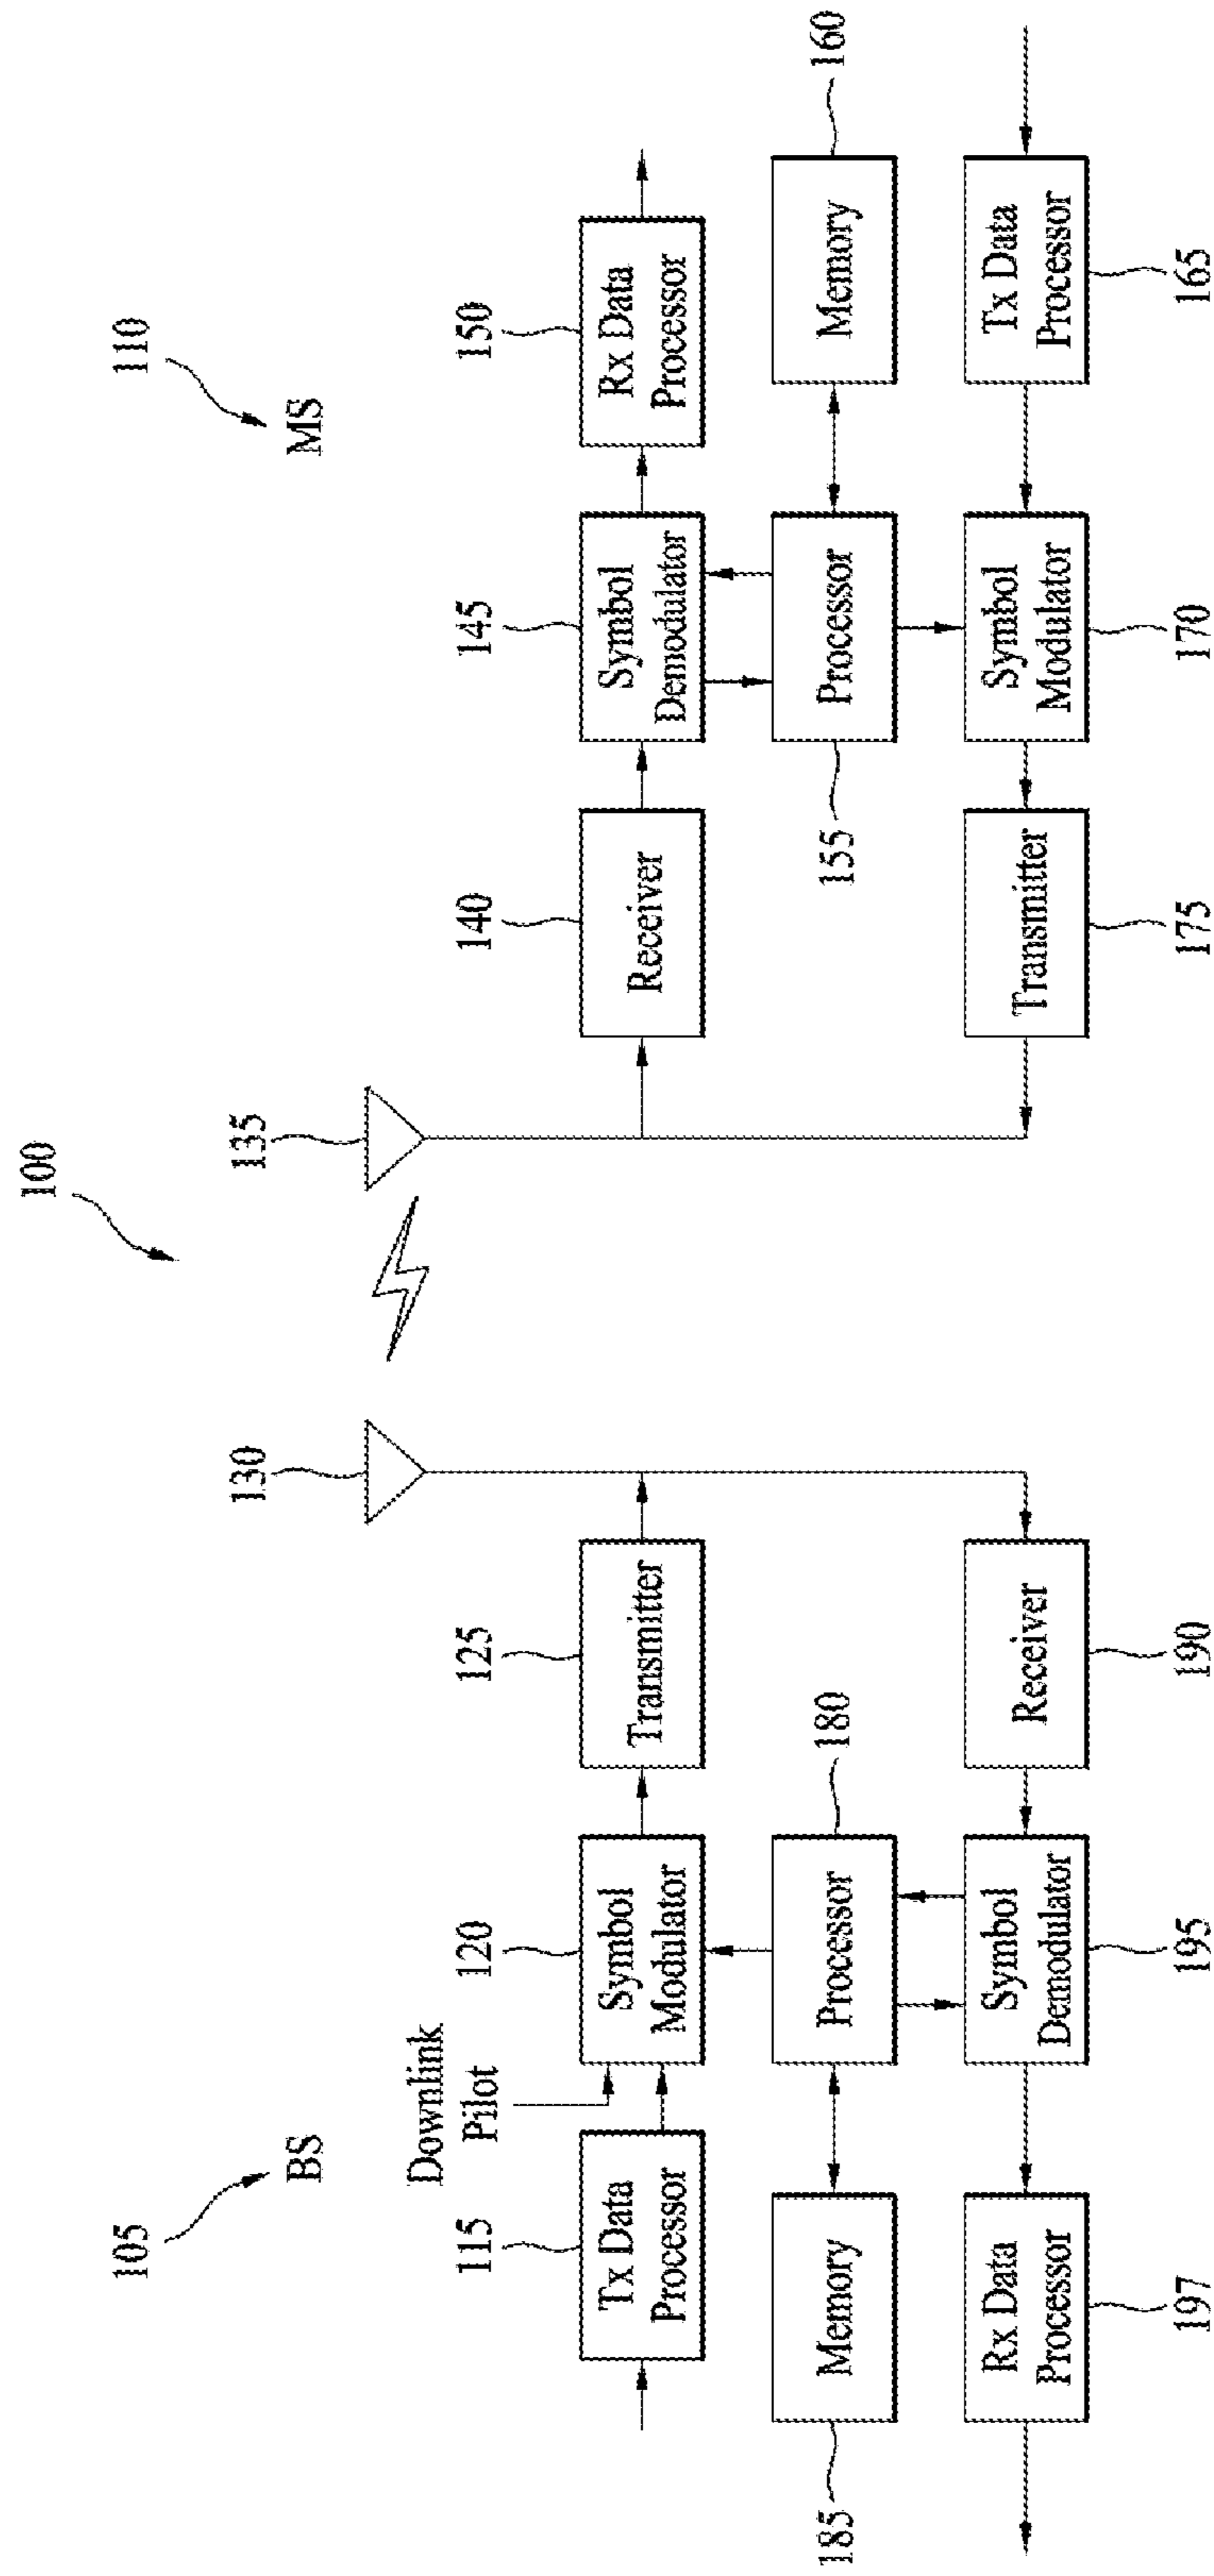 100
105
BS
110
MS
130
135
Downlink
Pilot
115
120
125
140
145
150
Tx Data
Processor
Symbol
Modulator
Transmitter
Receiver
Symbol
Demodulator
Rx Data
Processor
180
160
Memory
Processor
Processor
Memory
185
155
Rx Data
Processor
Symbol
Demodulator
Receiver
Transmitter
Symbol
Modulator
Tx Data
Processor
197
195
190
175
170
165